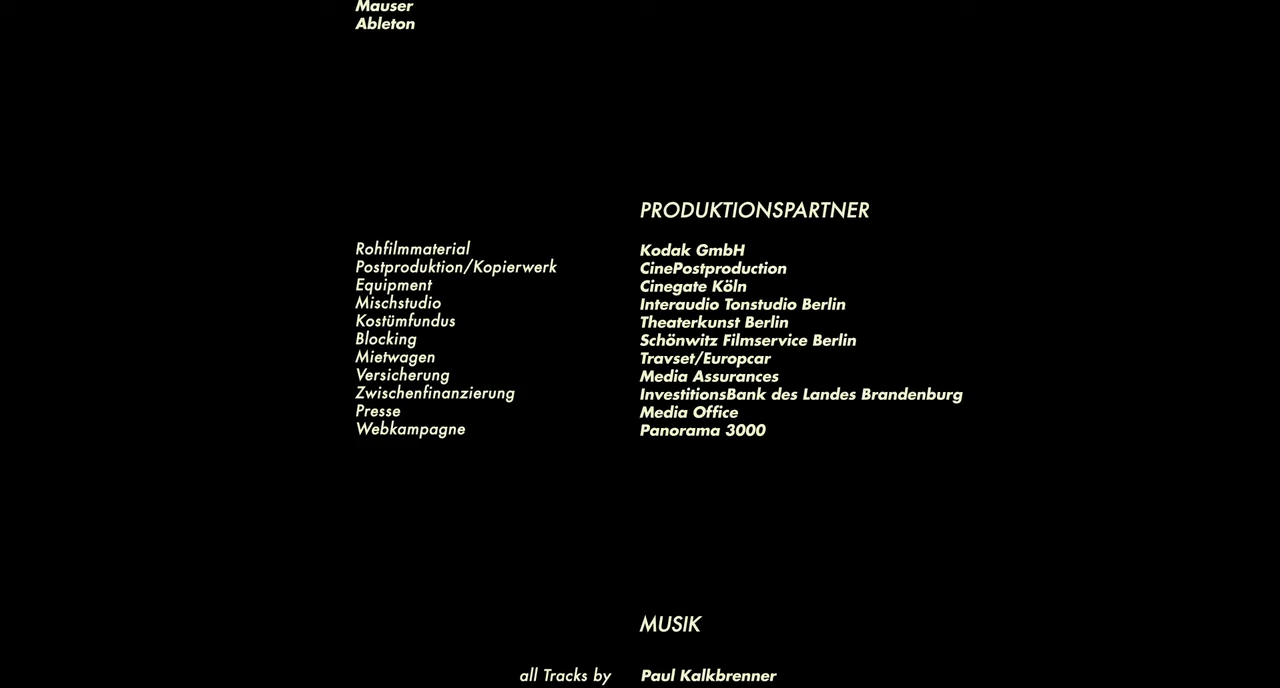 Mauser
Ableton
PRODUKTIONSPARTNER
Rohfilmmaterial Kodak GmbH
Postproduktion/Kopierwerk CinePostproduction
Equipment Cinegate Köln
Mischstudio Interaudio Tonstudio Berlin
Kostümfundus Theaterkunst Berlin
Blocking Schönwitz Filmservice Berlin
Mietwagen Travset/Europcar
Versicherung Media Assurances
Zwischenfinanzierung InvestitionsBank des Landes Brandenburg
Presse Media Office
Webkampagne Panorama 3000
MUSIK
all Tracks by Paul Kalkbrenner